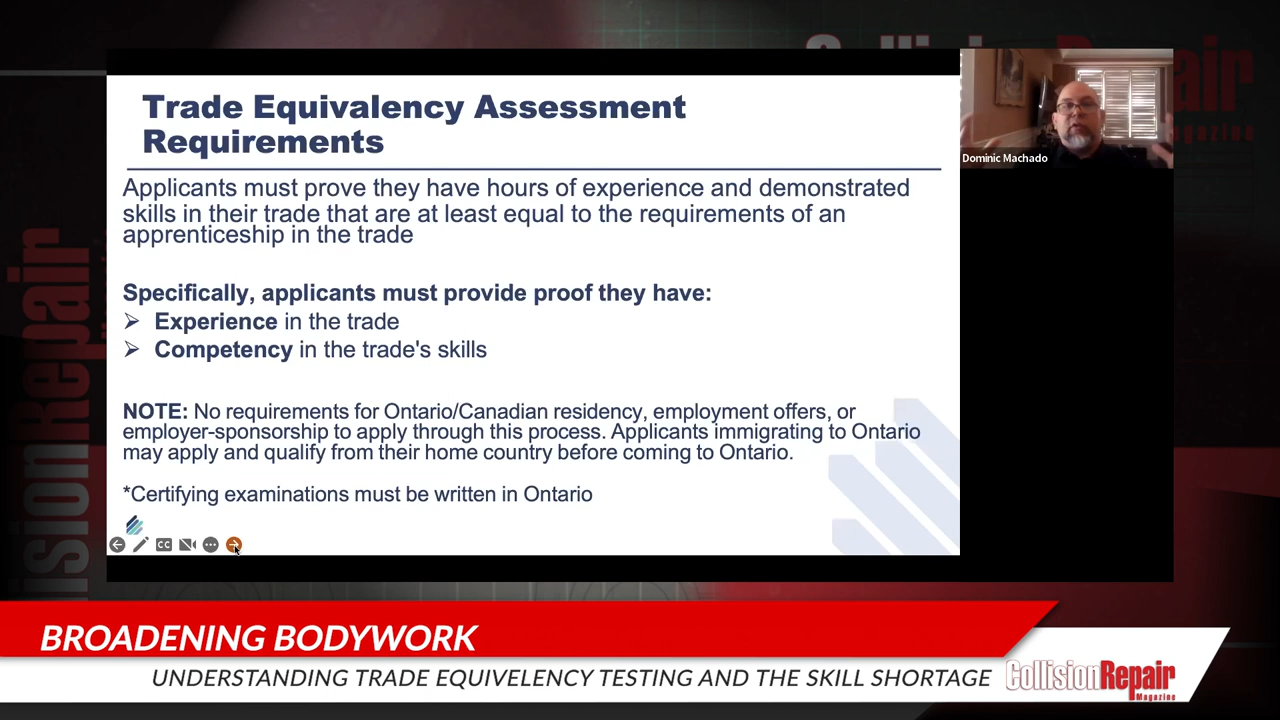 Trade Equivalency Assessment
Requirements
Applicants must prove they have hours of experience and demonstrated
skills in their trade that are at least equal to the requirements of an
apprenticeship in the trade
Specifically, applicants must provide proof they have:
Experience in the trade
Competency in the trade's skills
NOTE: No requirements for Ontario/Canadian residency, employment offers, or
employer-sponsorship to apply through this process. Applicants immigrating to Ontario
may apply and qualify from their home country before coming to Ontario.
*Certifying examinations must be written in Ontario
CC
Dominic Machado
BROADENING BODYWORK
UNDERSTANDING TRADE EQUIVELENCY TESTING AND THE SKILL SHORTAGE
CollisionRepair
Magazine